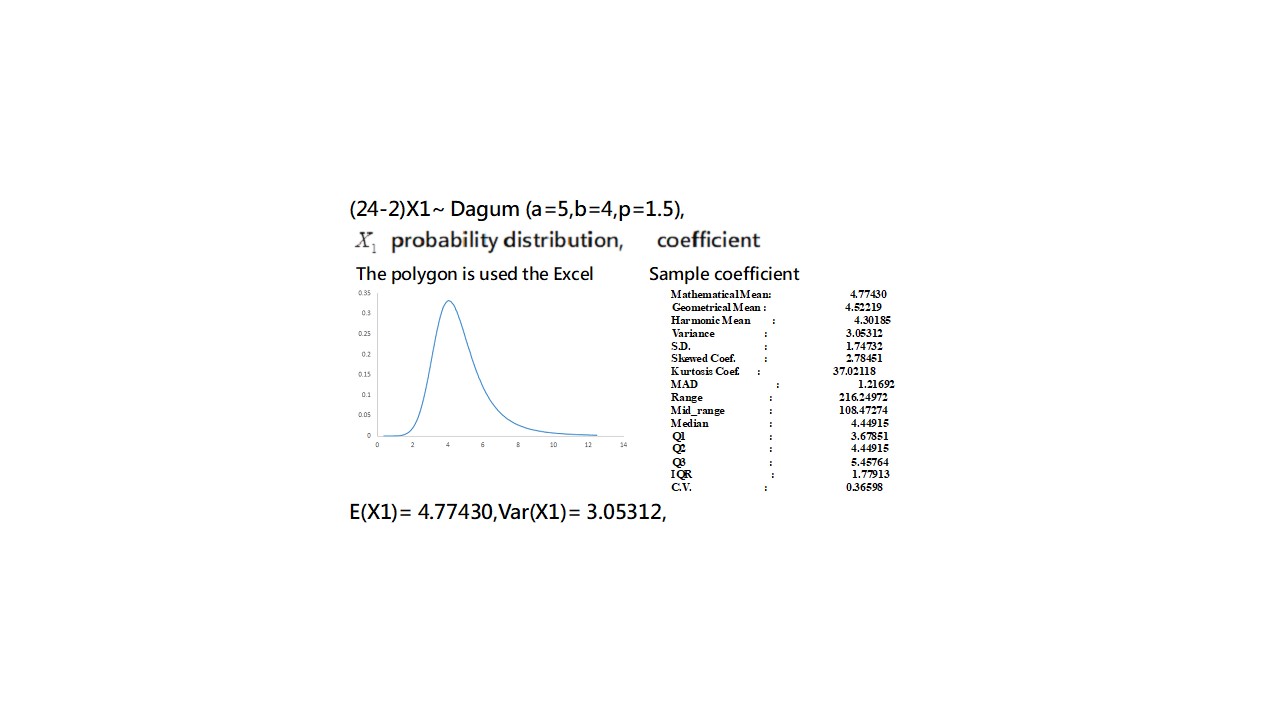 (24-2)X1~ Dagum (a=5,b=4,p=1.5),
X1 probability distribution, coefficient
The polygon is used the Excel Sample coefficient
0.35
0.3
0.25
0.2
0.15
0.1
0.05
0
0 2 4 6 8 10 12 14
Mathematical Mean: 4.77430
Geometrical Mean : 4.52219
Harmonic Mean : 4.30185
Variance : 3.05312
S.D. : 1.74732
Skewed Coef. : 2.78451
Kurtosis Coef. : 37.02118
MAD : 1.21692
Range : 216.24972
Mid_range : 108.47274
Median : 4.44915
Q1 : 3.67851
Q2 : 4.44915
Q3 : 5.45764
IQR : 1.77913
C.V. : 0.36598
E(X1)= 4.77430,Var(X1)= 3.05312,